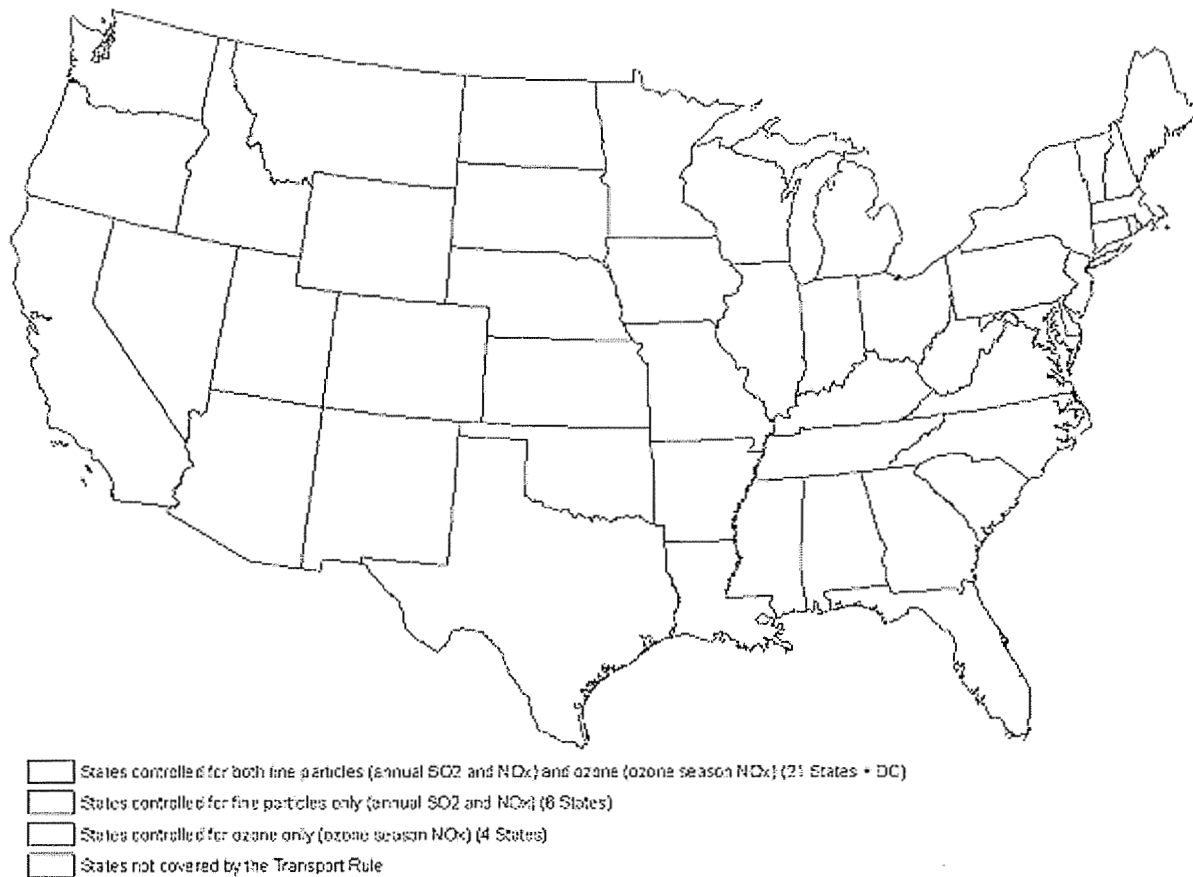 States controlled for both fine particles (annual SO2 and NOx) and ozone (ozone season NOx) (21 States + DC)
States controlled for fine particles only (annual SO2 and NOx) (6 States)
States controlled for ozone only (ozone season NOx) (4 States)
States not covered by the Transport Rule